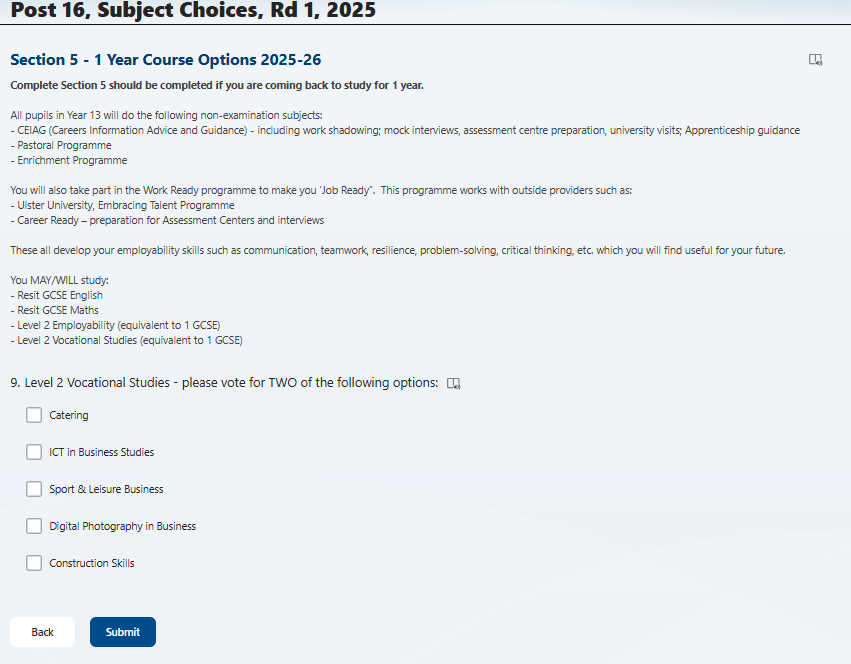 Post 16, Subject Choices, Rd 1, 2025
Section 5 - 1 Year Course Options 2025-26
Complete Section 5 should be completed if you are coming back to study for 1 year.
All pupils in Year 13 will do the following non-examination subjects:
- CEIAG (Careers Information Advice and Guidance) - including work shadowing; mock interviews, assessment centre preparation, university visits; Apprenticeship guidance
- Pastoral Programme
- Enrichment Programme
You will also take part in the Work Ready programme to make you 'Job Ready”.  This programme works with outside providers such as:
- Ulster University, Embracing Talent Programme
- Career Ready – preparation for Assessment Centers and interviews
These all develop your employability skills such as communication, teamwork, resilience, problem-solving, critical thinking, etc. which you will find useful for your future.
You MAY/WILL study:
- Resit GCSE English
- Resit GCSE Maths
- Level 2 Employability (equivalent to 1 GCSE)
- Level 2 Vocational Studies (equivalent to 1 GCSE)
9. Level 2 Vocational Studies - please vote for TWO of the following options:
Catering
ICT in Business Studies
Sport & Leisure Business
Digital Photography in Business
Construction Skills
Back
Submit